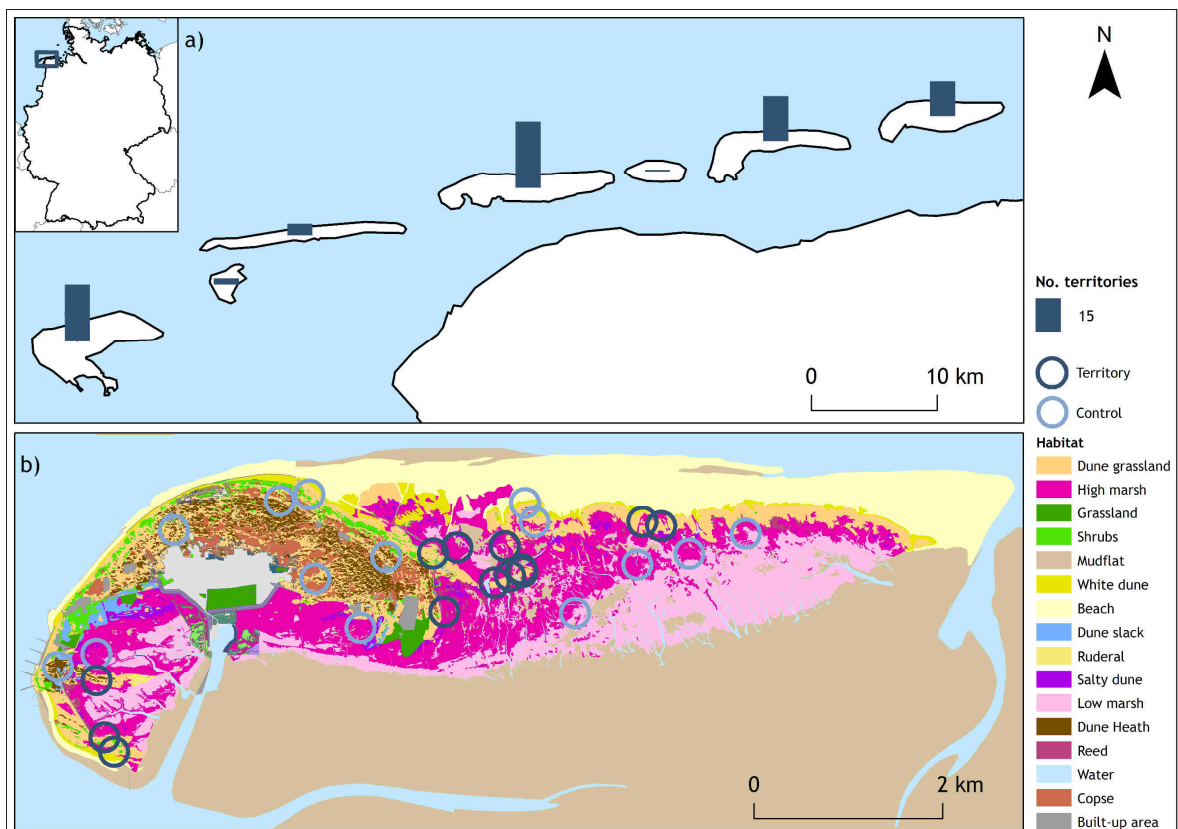 a)
N
No. territories
15
Territory
Control
0 10 km
Habitat
b)
Dune grassland
High marsh
Grassland
Shrubs
Mudflat
White dune
Beach
Dune slack
Ruderal
Salty dune
Low marsh
Dune Heath
Reed
Water
Copse
Built-up area
0 2 km